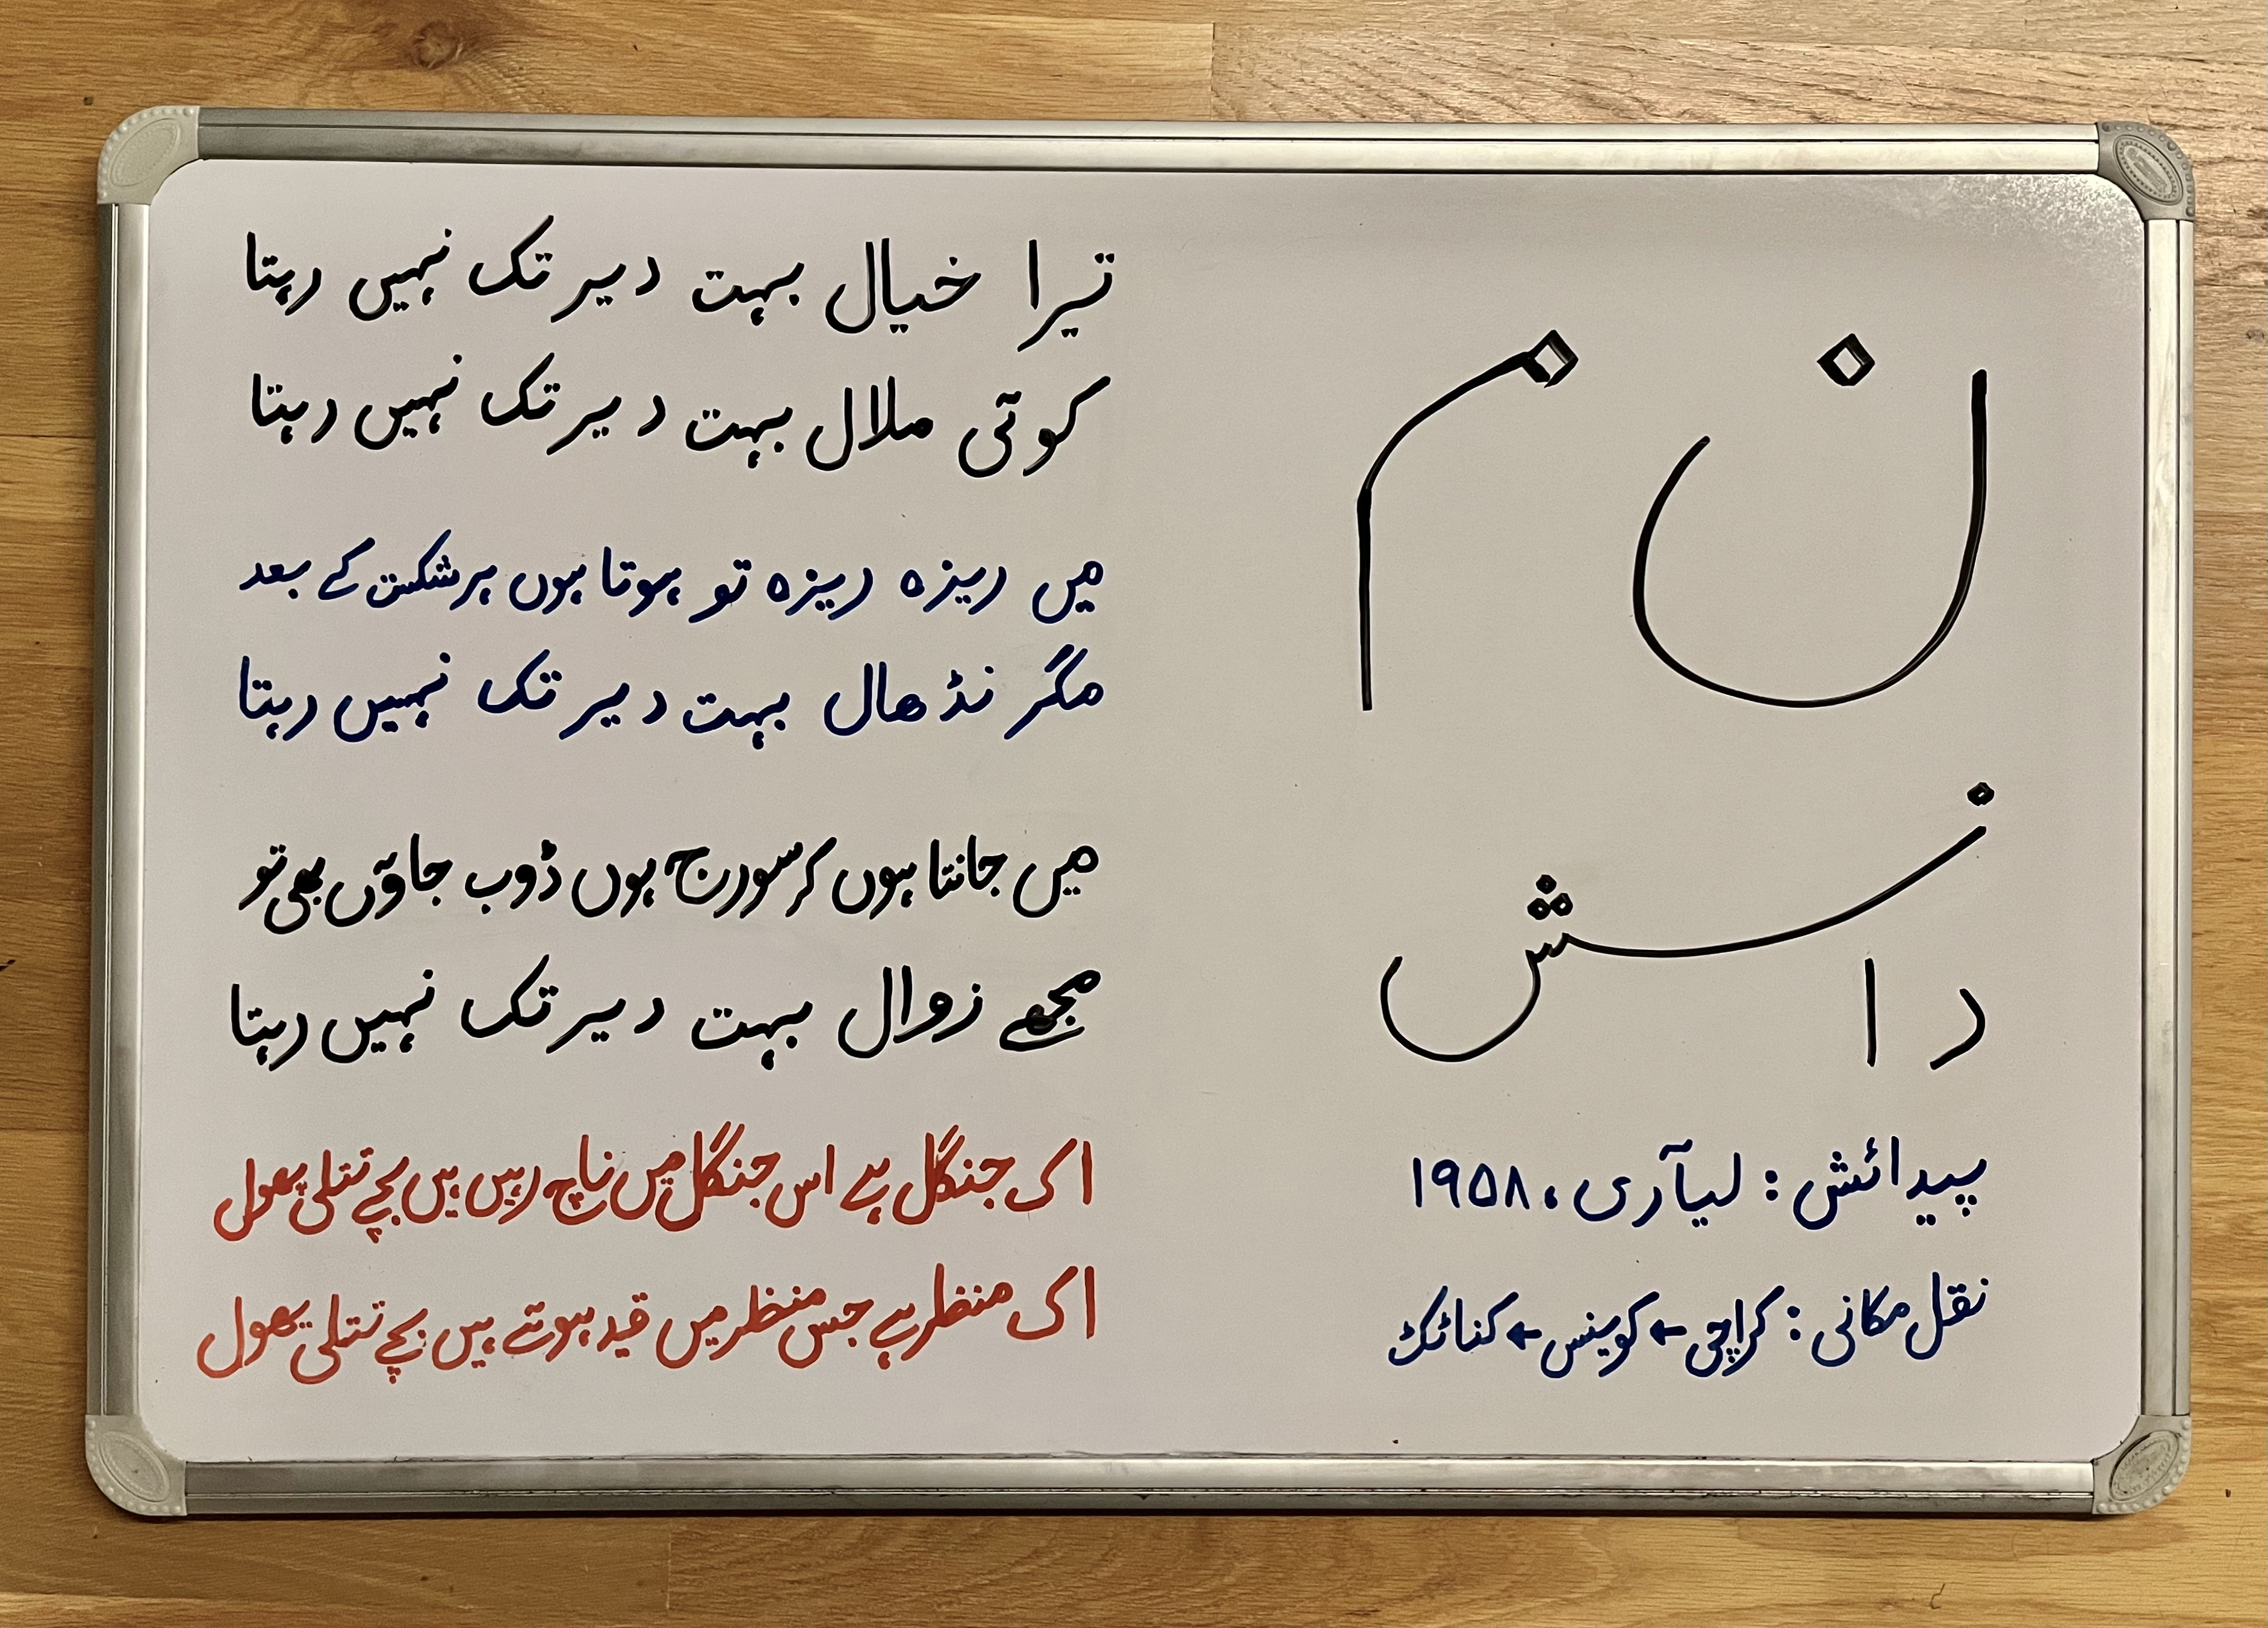 ن م
دانش
پیدائش : لیآری، ۱۹۵۸
نقل مکانی : کراچی ← کوینس ← کناٹکٹ
تیرا خیال بہت دیر تک نہیں رہتا
کوئی ملال بہت دیر تک نہیں رہتا
میں ریزہ ریزہ تو ہوتا ہوں ہر شکست کے بعد
مگر نڈھال بہت دیر تک نہیں رہتا
میں جانتا ہوں کہ سورج ہوں ڈوب جاؤں بھی تو
مجھے زوال بہت دیر تک نہیں رہتا
اک جنگل ہے اس جنگل میں ناچ رہیں ہیں بچے تتلی پھول
اک منظر ہے جس منظر میں قید ہوئے ہیں بچے تتلی پھول